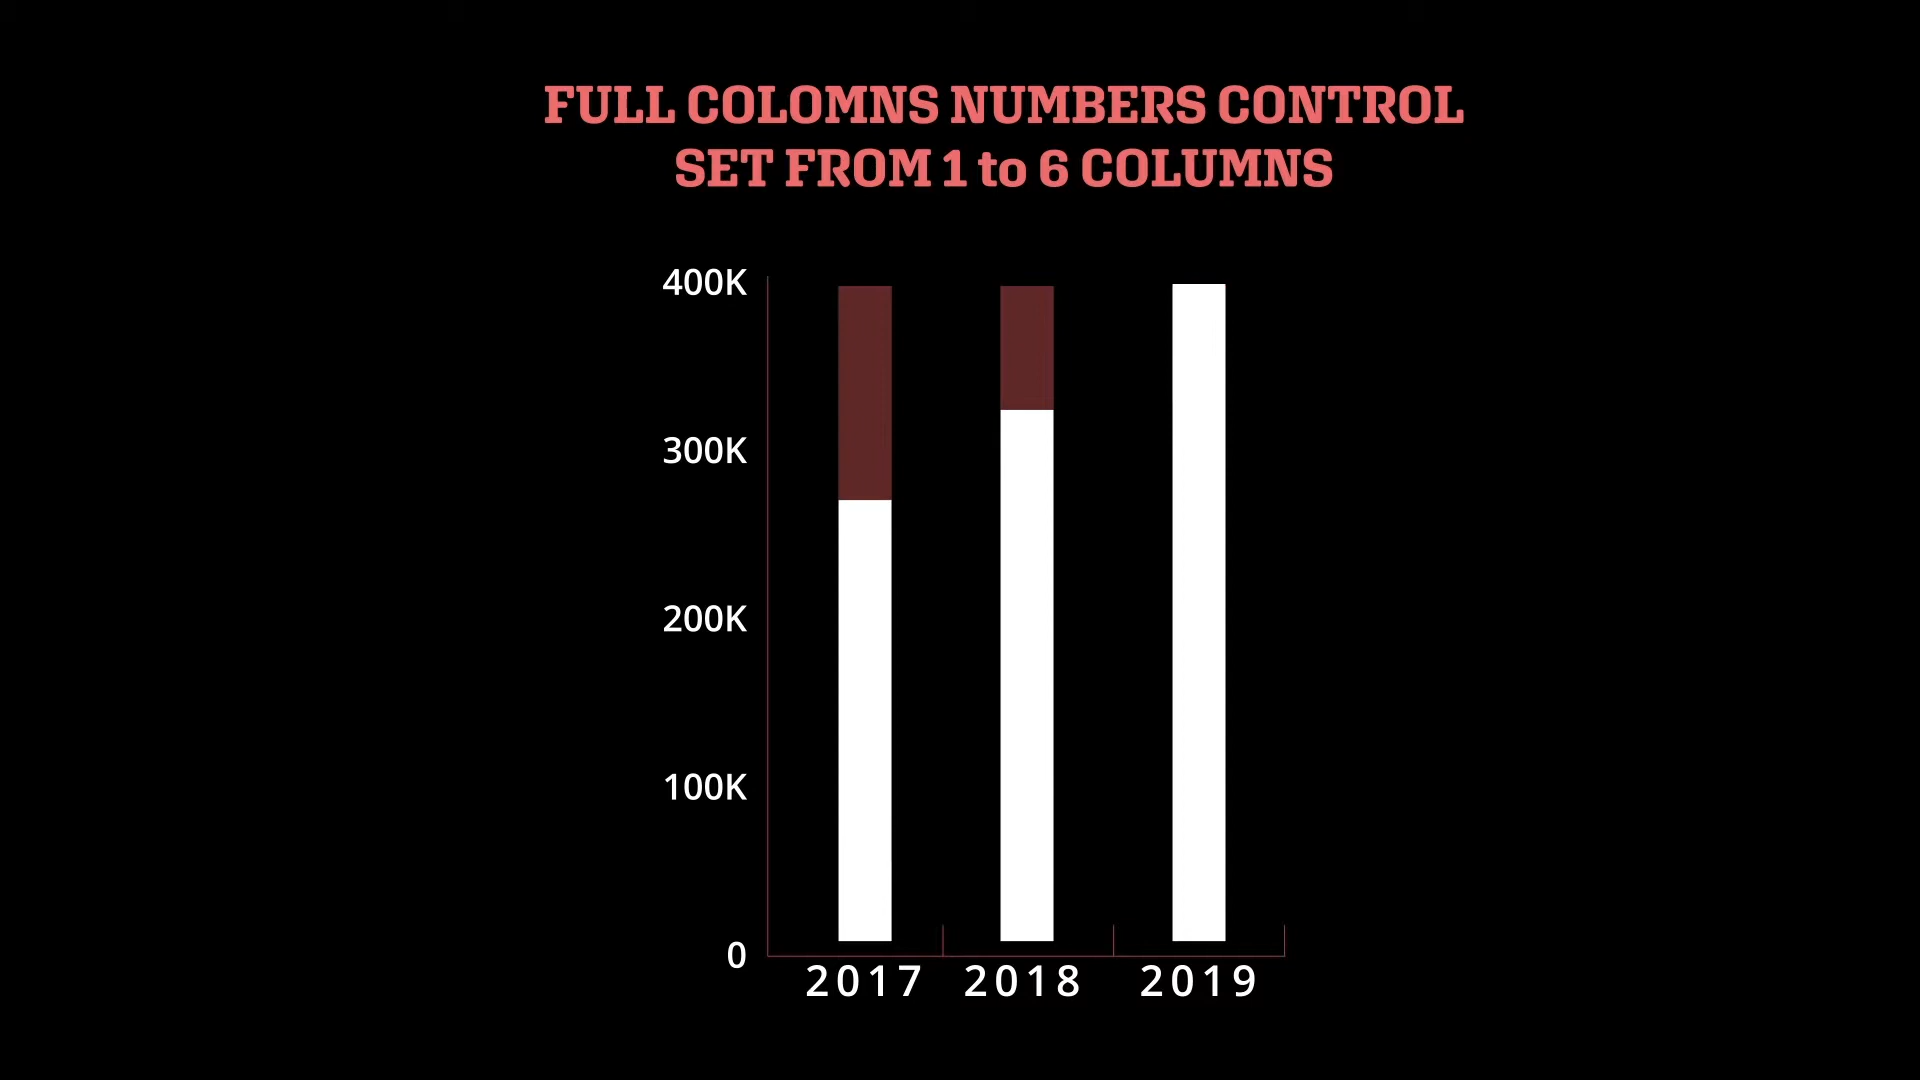 FULL COLOMNS NUMBERS CONTROL
SET FROM 1 to 6 COLUMNS
400K
300K
200K
100K
0
2017 2018 2019